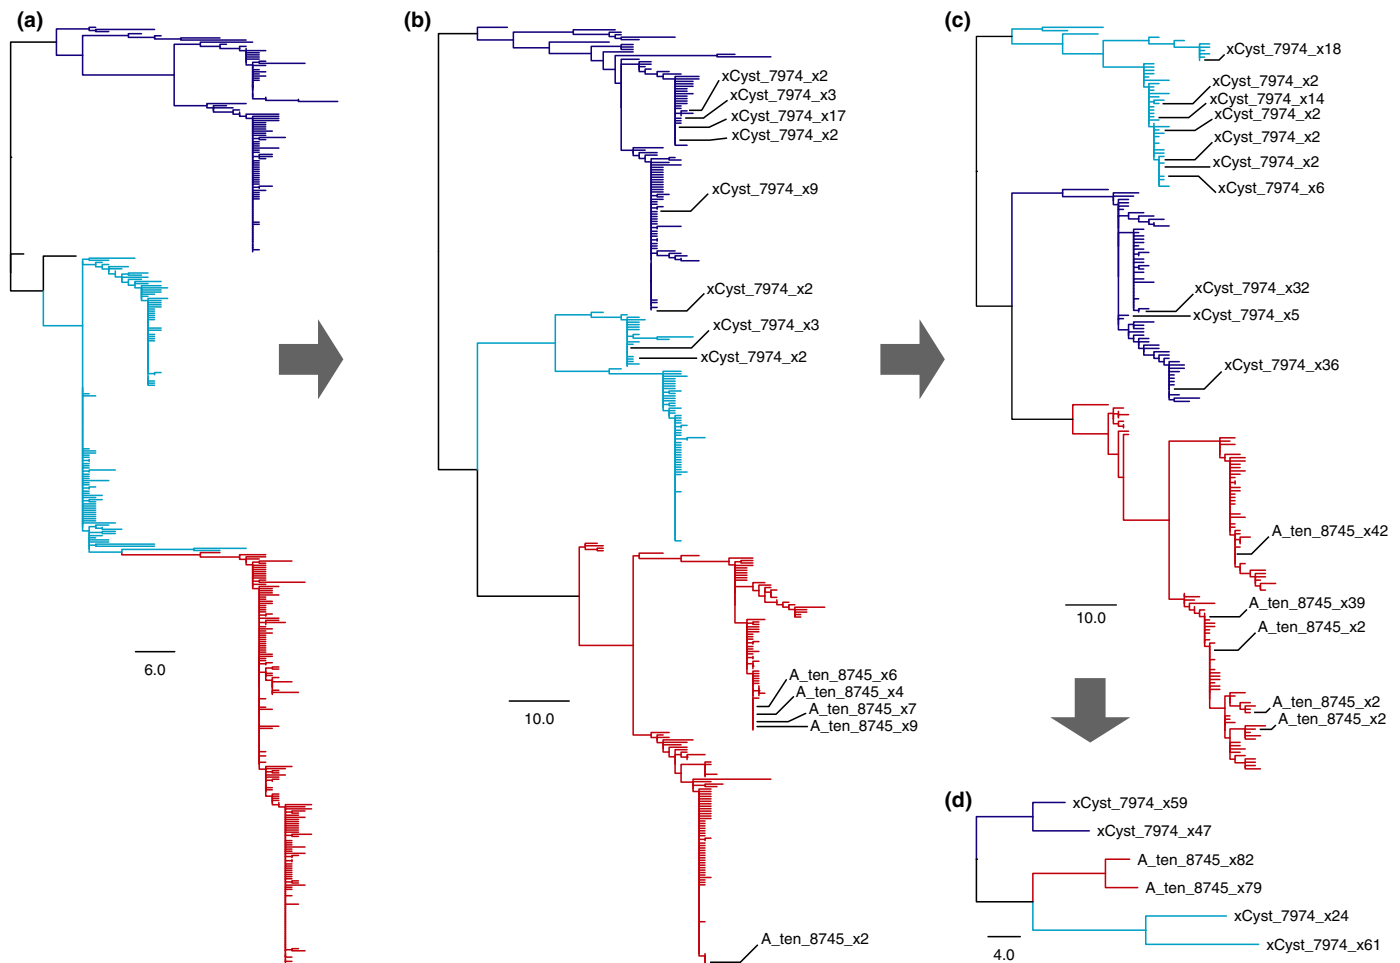 (a)
6.0
(b)
xCyst_7974_x2
xCyst_7974_x3
xCyst_7974_x17
xCyst_7974_x2
xCyst_7974_x9
xCyst_7974_x2
xCyst_7974_x3
xCyst_7974_x2
10.0
A_ten_8745_x6
A_ten_8745_x4
A_ten_8745_x7
A_ten_8745_x9
A_ten_8745_x2
(c)
xCyst_7974_x18
xCyst_7974_x2
xCyst_7974_x14
xCyst_7974_x2
xCyst_7974_x2
xCyst_7974_x2
xCyst_7974_x6
xCyst_7974_x32
xCyst_7974_x5
xCyst_7974_x36
A_ten_8745_x42
10.0
A_ten_8745_x39
A_ten_8745_x2
A_ten_8745_x2
A_ten_8745_x2
(d)
xCyst_7974_x59
xCyst_7974_x47
A_ten_8745_x82
A_ten_8745_x79
xCyst_7974_x24
xCyst_7974_x61
4.0